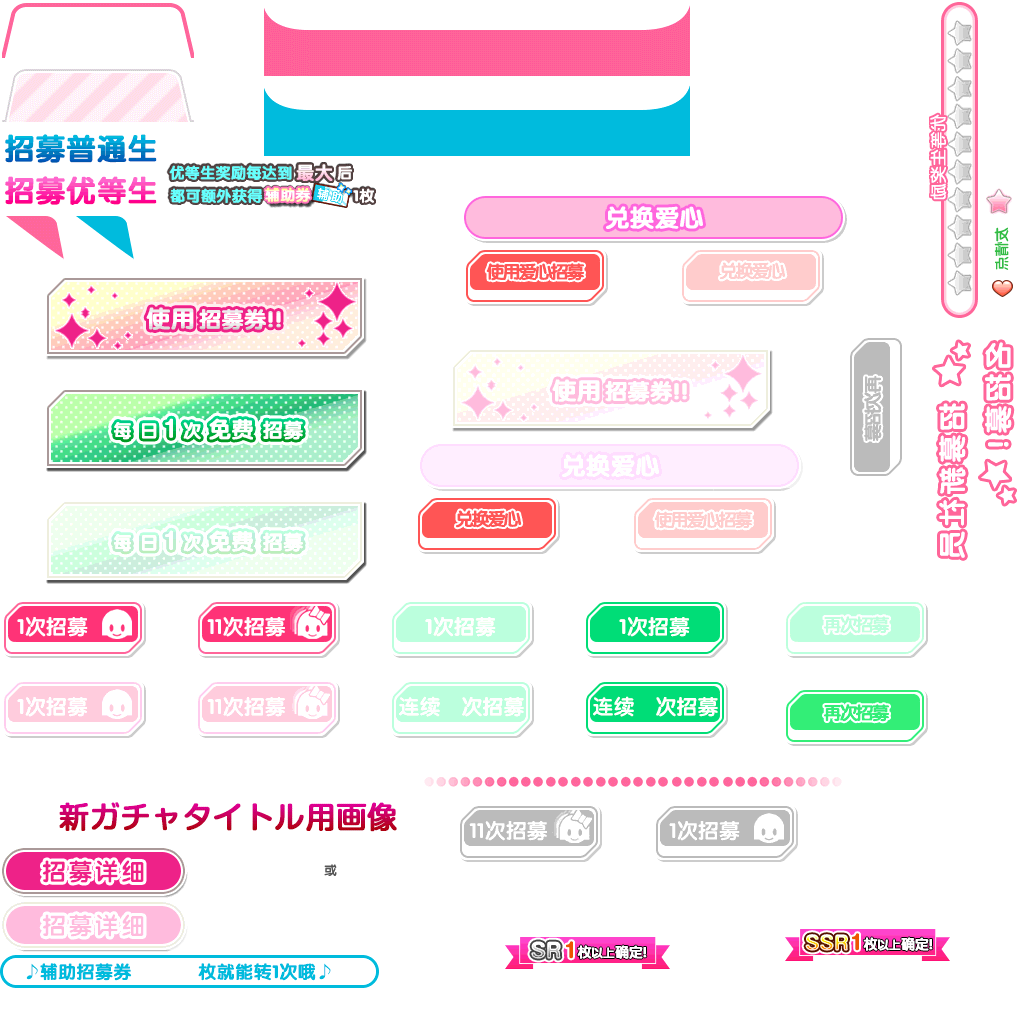 招募普通生
招募优等生
优等生奖励每达到 最大 后
都可额外获得 辅助券 1枚
兑换爱心
使用爱心招募
兑换爱心
使用 招募券!!
使用 招募券!!
每 日 1 次 免费 招募
兑换爱心
兑换爱心
使用爱心招募
每 日 1 次 免费 招募
1次招募
11次招募
1次招募
1次招募
再次招募
1次招募
11次招募
连续 次招募
连续 次招募
再次招募
新ガチャタイトル用画像
11次招募
1次招募
招募详细
或
招募详细
SR 1 枚以上确定!
SSR 1 枚以上确定!
♪辅助招募券 枚就能转1次哦♪
友情点